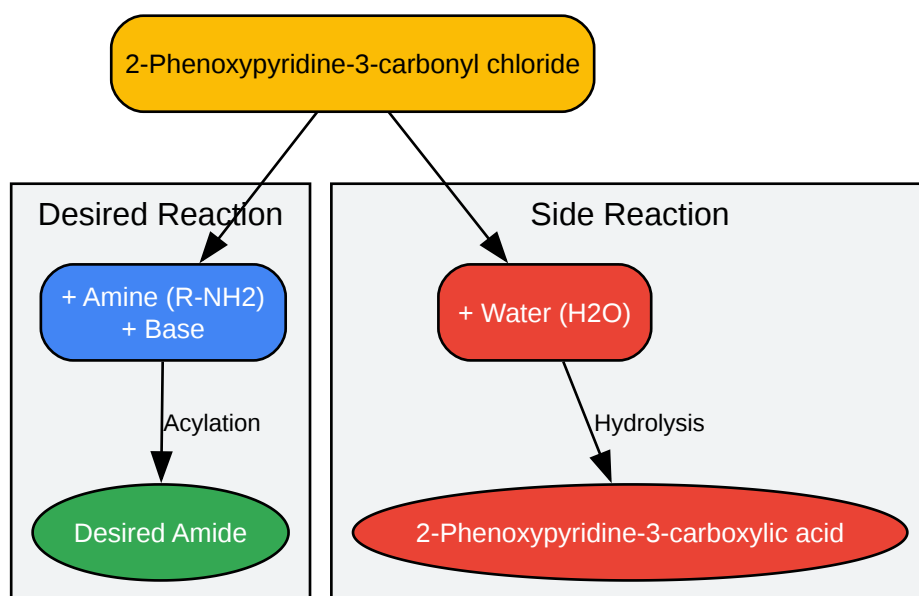 2-Phenoxypyridine-3-carbonyl chloride
Desired Reaction
+ Amine (R-NH2)
+ Base
Acylation
Desired Amide
Side Reaction
+ Water (H2O)
Hydrolysis
2-Phenoxypyridine-3-carboxylic acid